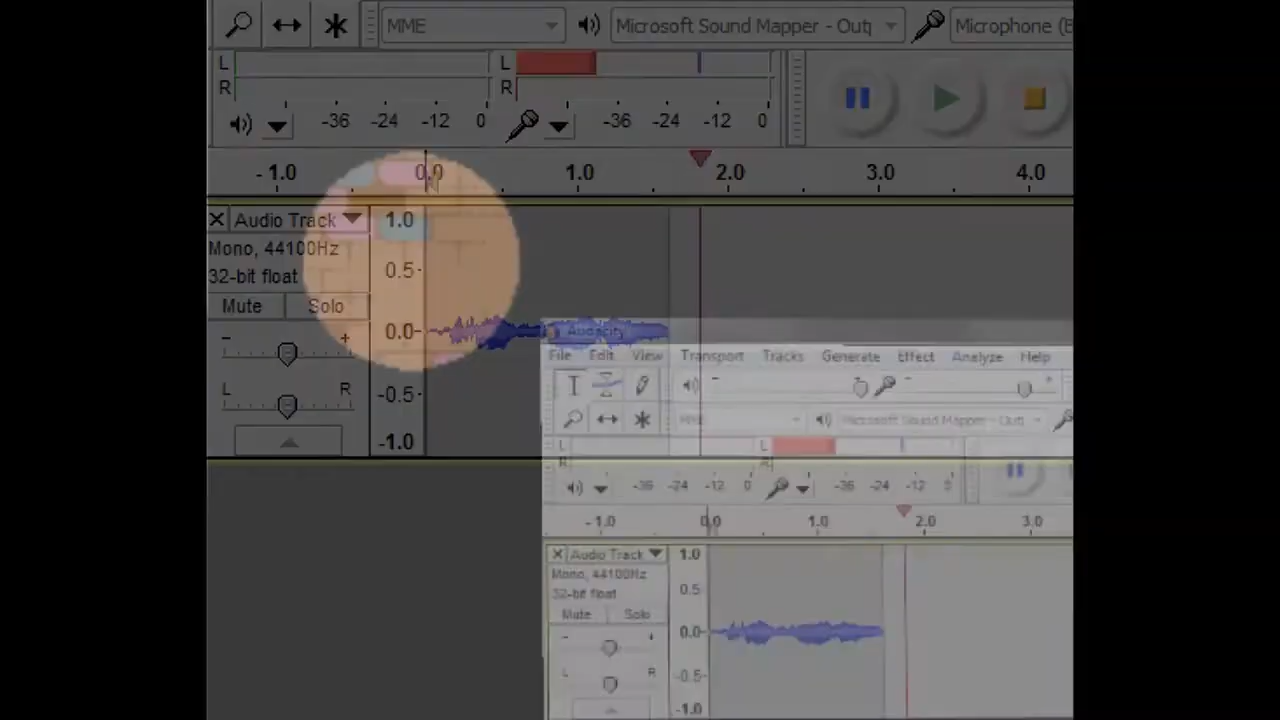 MME Microsoft Sound Mapper - Outp Microphone (B
L L
R R
-36 -24 -12 0 -36 -24 -12 0
- 1.0 0.0 1.0 2.0 3.0 4.0
Audio Track 1.0
Mono, 44100Hz
32-bit float 0.5
Mute Solo
0.0
- +
L R
-0.5
-1.0
Audacity
File Edit View Transport Tracks Generate Effect Analyze Help
- - +
MME Microsoft Sound Mapper - Outp
L L
R R
-36 -24 -12 0 -36 -24 -12 0
- 1.0 0.0 1.0 2.0 3.0
Audio Track 1.0
Mono, 44100Hz
32-bit float 0.5
Mute Solo
0.0
- +
L R
-0.5
-1.0